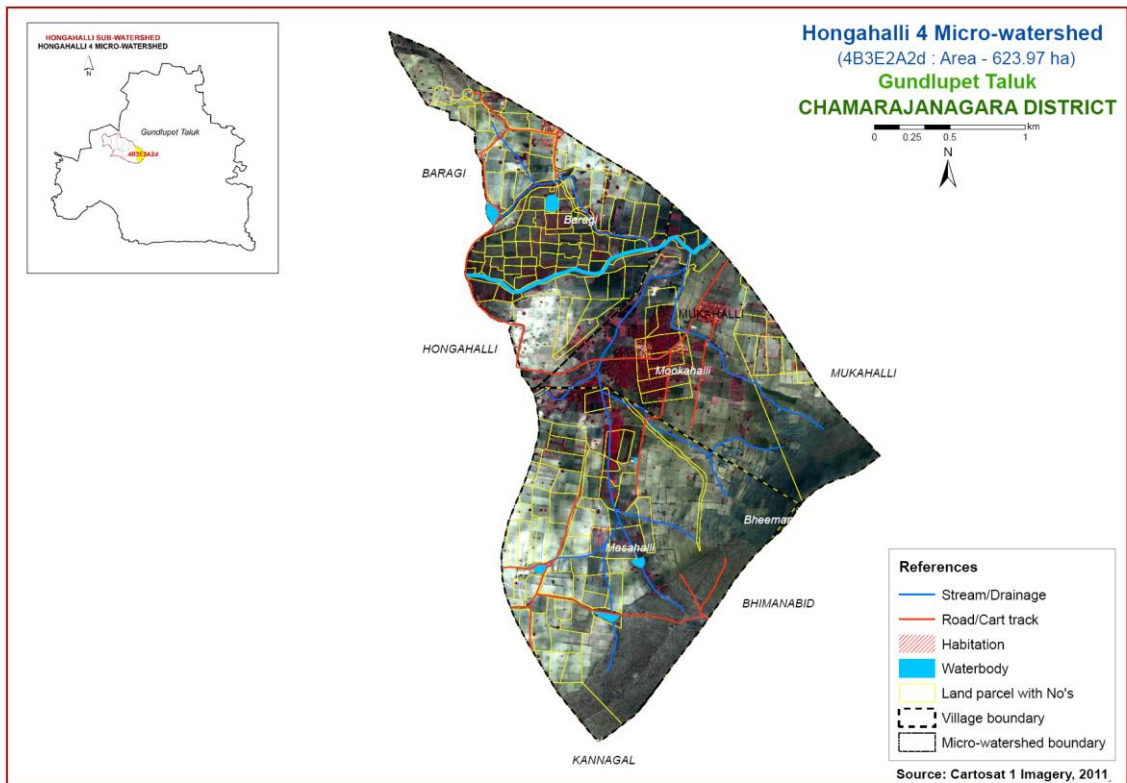 HONGAHALLI SUB-WATERSHED
HONGAHALLI 4 MICRO-WATERSHED
N
Gundlupet Taluk
4B3E2A2d
Hongahalli 4 Micro-watershed
(4B3E2A2d : Area - 623.97 ha)
Gundlupet Taluk
CHAMARAJANAGARA DISTRICT
0 0.25 0.5 1 km
N
BARAGI
Baragi
MUKAHALLI
HONGAHALLI
Mookahalli
MUKAHALLI
Bheeman
Masahalli
BHIMANABID
KANNAGAL
References
Stream/Drainage
Road/Cart track
Habitation
Waterbody
Land parcel with No's
Village boundary
Micro-watershed boundary
Source: Cartosat 1 Imagery, 2011